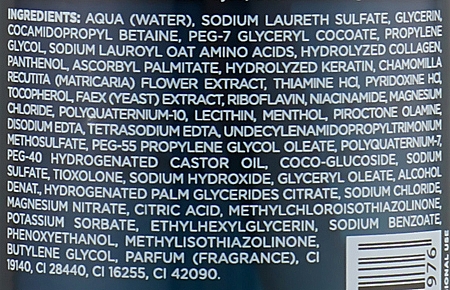 INGREDIENTS: AQUA (WATER), SODIUM LAURETH SULFATE, GLYCERIN,
COCAMIDOPROPYL BETAINE, PEG-7 GLYCERYL COCOATE, PROPYLENE
GLYCOL, SODIUM LAUROYL OAT AMINO ACIDS, HYDROLYZED COLLAGEN,
PANTHENOL, ASCORBYL PALMITATE, HYDROLYZED KERATIN, CHAMOMILLA
RECUTITA (MATRICARIA) FLOWER EXTRACT, THIAMINE HCl, PYRIDOXINE HCl,
TOCOPHEROL, FAEX (YEAST) EXTRACT, RIBOFLAVIN, NIACINAMIDE, MAGNESIUM
CHLORIDE, POLYQUATERNIUM-10, LECITHIN, MENTHOL, PIROCTONE OLAMINE,
DISODIUM EDTA, TETRASODIUM EDTA, UNDECYLENAMIDOPROPYLTRIMONIUM
METHOSULFATE, PEG-55 PROPYLENE GLYCOL OLEATE, POLYQUATERNIUM-7,
PEG-40 HYDROGENATED CASTOR OIL, COCO-GLUCOSIDE, SODIUM
SULFATE, TIOXOLONE, SODIUM HYDROXIDE, GLYCERYL OLEATE, ALCOHOL
DENAT., HYDROGENATED PALM GLYCERIDES CITRATE, SODIUM CHLORIDE,
MAGNESIUM NITRATE, CITRIC ACID, METHYLCHLOROISOTHIAZOLINONE,
POTASSIUM SORBATE, ETHYLHEXYLGLYCERIN, SODIUM BENZOATE,
PHENOXYETHANOL, METHYLISOTHIAZOLINONE,
BUTYLENE GLYCOL, PARFUM (FRAGRANCE), CI
19140, CI 28440, CI 16255, CI 42090.
976
IONAL USE